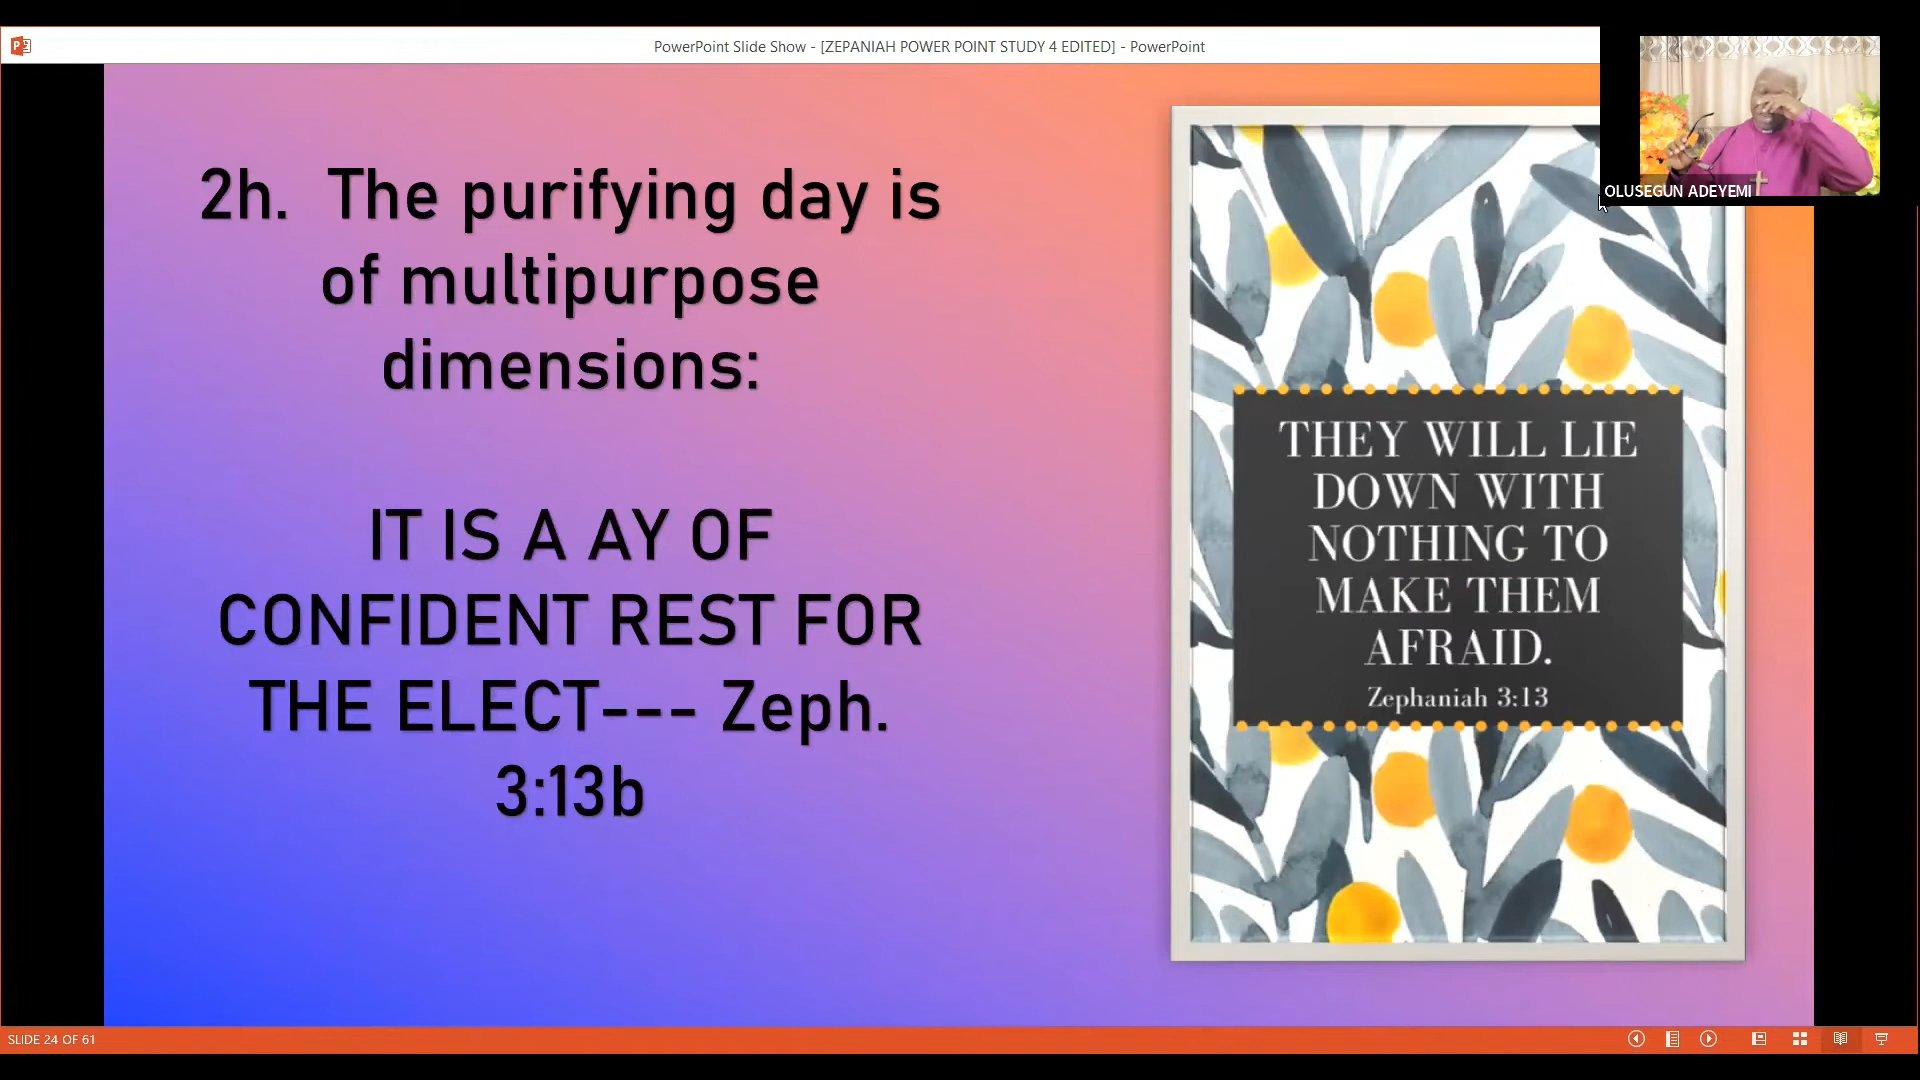 PowerPoint Slide Show - [ZEPANIAH POWER POINT STUDY 4 EDITED] - PowerPoint
OLUSEGUN ADEYEMI
2h. The purifying day is
of multipurpose
dimensions:
IT IS A AY OF
CONFIDENT REST FOR
THE ELECT--- Zeph.
3:13b
THEY WILL LIE
DOWN WITH
NOTHING TO
MAKE THEM
AFRAID.
Zephaniah 3:13
SLIDE 24 OF 61